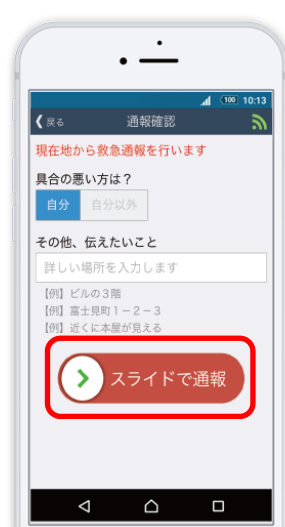 100 10:13
戻る 通報確認
現在地から救急通報を行います
具合の悪い方は？
自分 自分以外
その他、伝えたいこと
詳しい場所を入力します
【例】ビルの3階
【例】富士見町1－2－3
【例】近くに本屋が見える
スライドで通報